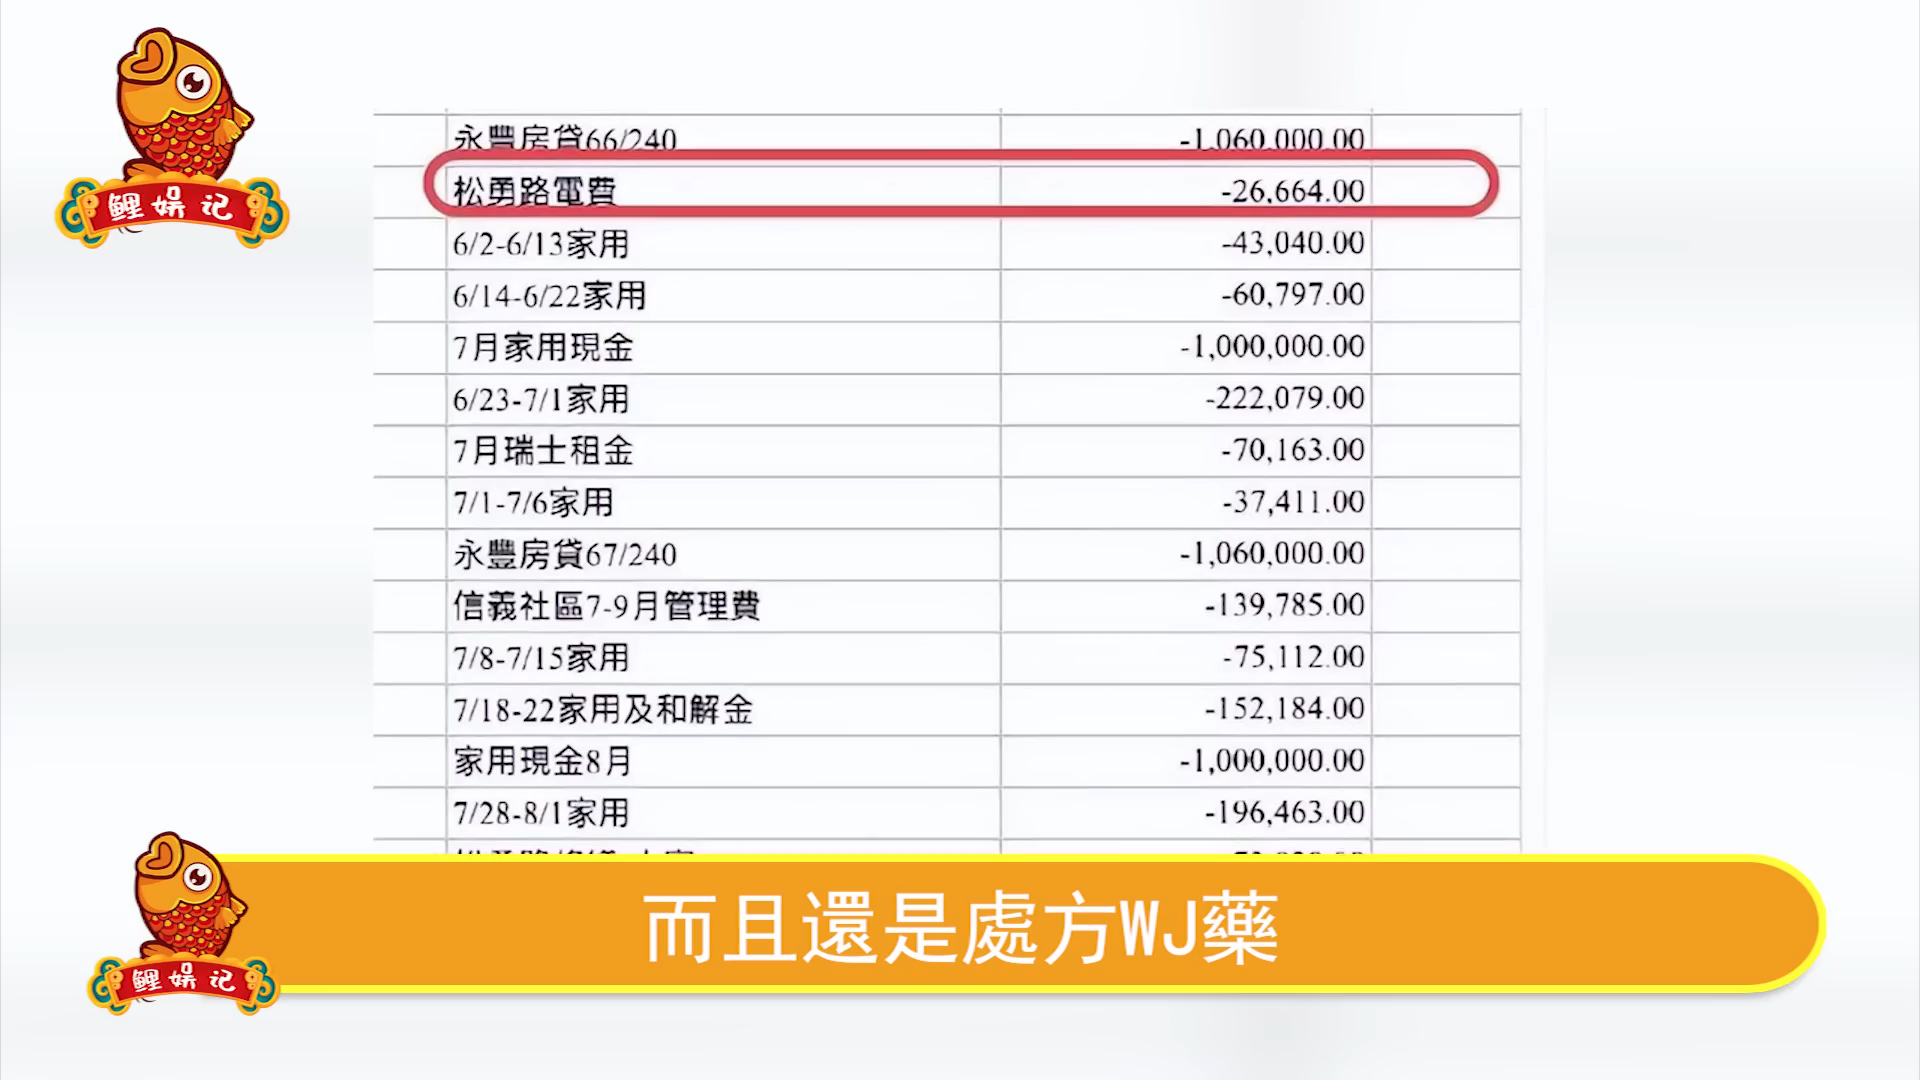 鲤娱记
永豐房貸66/240 -1,060,000.00
松勇路電費 -26,664.00
6/2-6/13家用 -43,040.00
6/14-6/22家用 -60,797.00
7月家用現金 -1,000,000.00
6/23-7/1家用 -222,079.00
7月瑞士租金 -70,163.00
7/1-7/6家用 -37,411.00
永豐房貸67/240 -1,060,000.00
信義社區7-9月管理費 -139,785.00
7/8-7/15家用 -75,112.00
7/18-22家用及和解金 -152,184.00
家用現金8月 -1,000,000.00
7/28-8/1家用 -196,463.00
而且還是處方WJ藥
鲤娱记